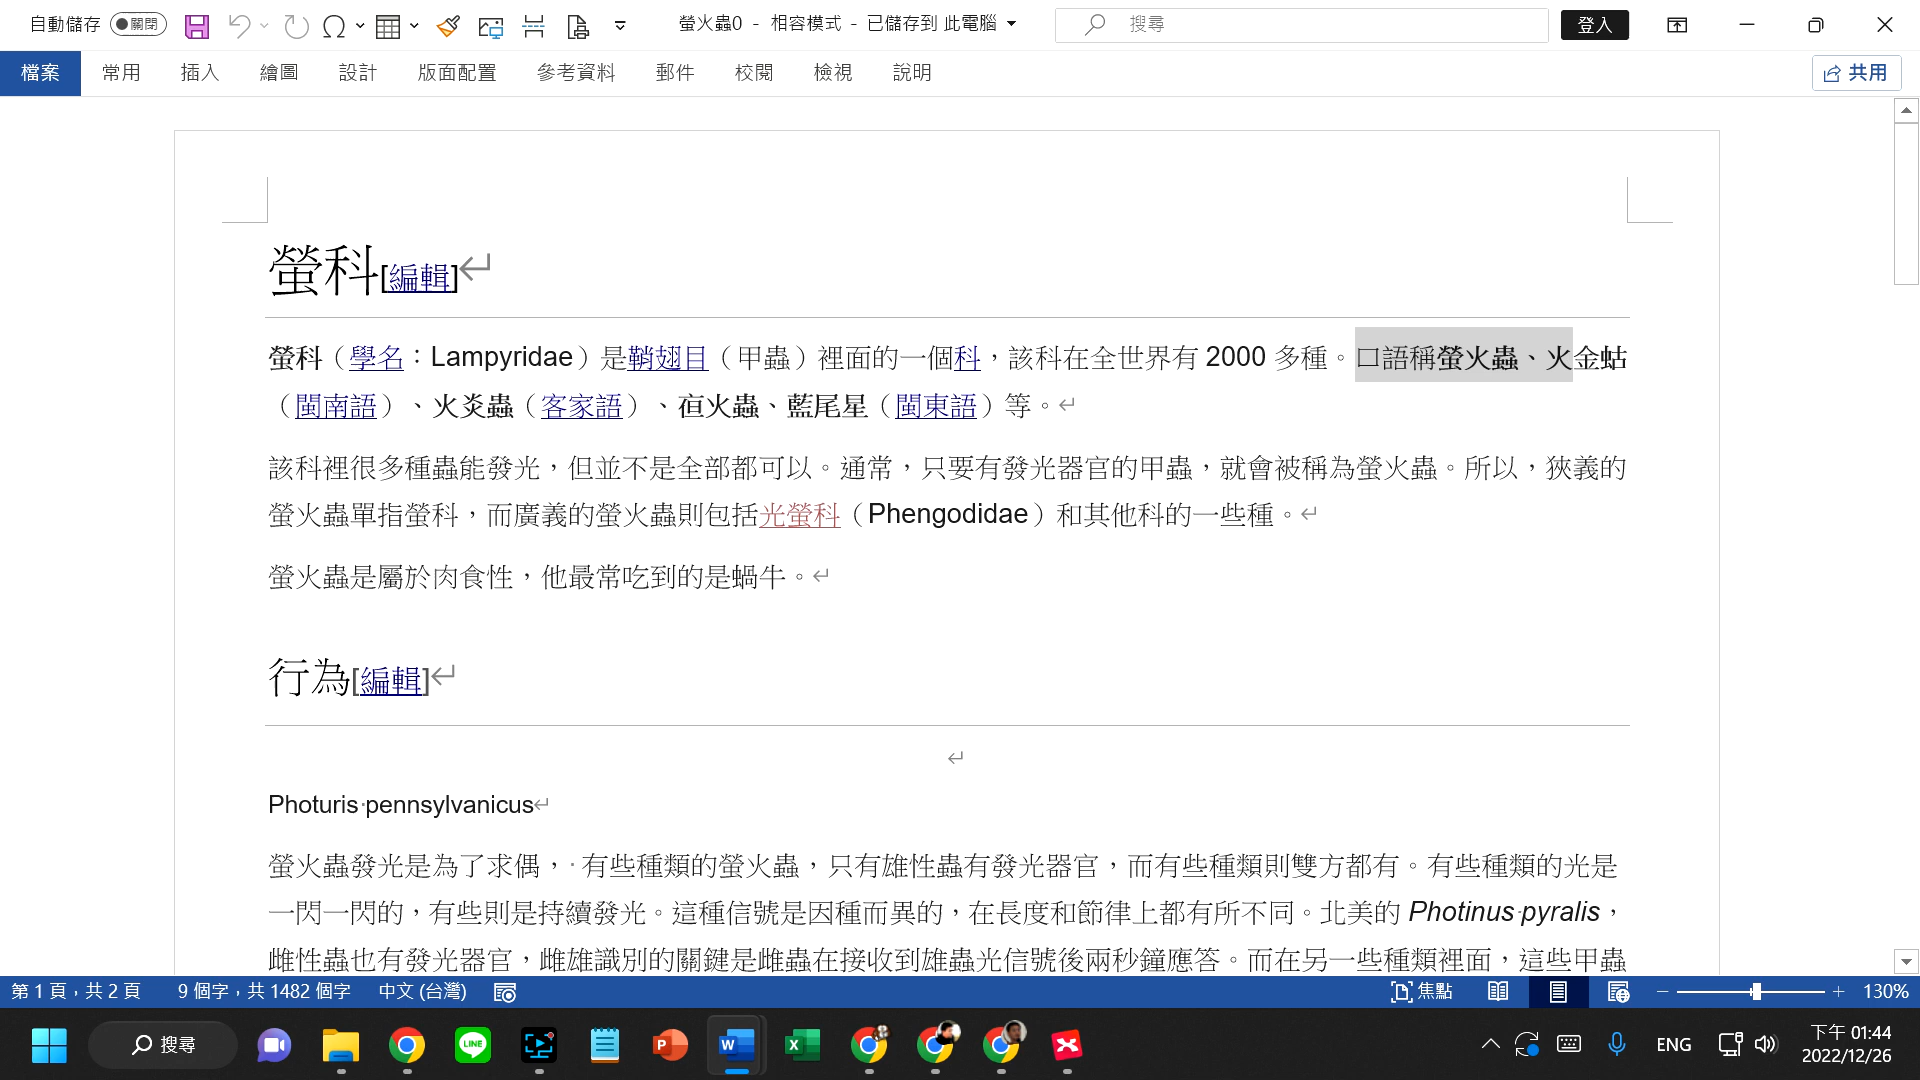 自動儲存 關閉 螢火蟲0 - 相容模式 - 已儲存到 此電腦 搜尋 登入
檔案 常用 插入 繪圖 設計 版面配置 參考資料 郵件 校閱 檢視 說明 共用
螢科[編輯]
螢科（學名：Lampyridae）是鞘翅目（甲蟲）裡面的一個科，該科在全世界有 2000 多種。口語稱螢火蟲、火金蛄
（閩南語）、火炎蟲（客家語）、㡯火蟲、藍尾星（閩東語）等。
該科裡很多種蟲能發光，但並不是全部都可以。通常，只要有發光器官的甲蟲，就會被稱為螢火蟲。所以，狹義的
螢火蟲單指螢科，而廣義的螢火蟲則包括光螢科（Phengodidae）和其他科的一些種。
螢火蟲是屬於肉食性，他最常吃到的是蝸牛。
行為[編輯]
Photuris pennsylvanicus
螢火蟲發光是為了求偶， 有些種類的螢火蟲，只有雄性蟲有發光器官，而有些種類則雙方都有。有些種類的光是
一閃一閃的，有些則是持續發光。這種信號是因種而異的，在長度和節律上都有所不同。北美的 Photinus pyralis，
雌性蟲也有發光器官，雌雄識別的關鍵是雌蟲在接收到雄蟲光信號後兩秒鐘應答。而在另一些種類裡面，這些甲蟲
第 1 頁，共 2 頁 9 個字，共 1482 個字 中文 (台灣) 焦點 130%
搜尋 LINE P W X ENG 下午 01:44
2022/12/26